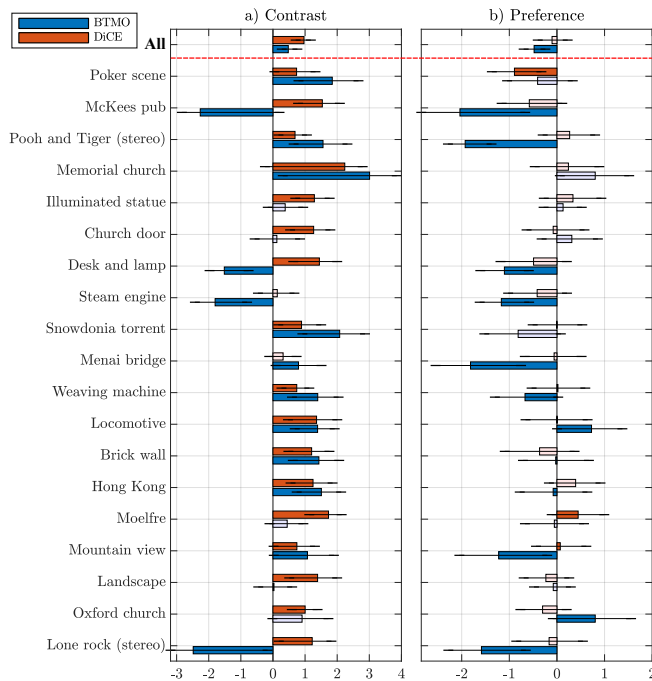 BTMO
DiCE
a) Contrast
b) Preference
All
Poker scene
McKees pub
Pooh and Tiger (stereo)
Memorial church
Illuminated statue
Church door
Desk and lamp
Steam engine
Snowdonia torrent
Menai bridge
Weaving machine
Locomotive
Brick wall
Hong Kong
Moelfre
Mountain view
Landscape
Oxford church
Lone rock (stereo)
-3 -2 -1 0 1 2 3 4
-2 -1 0 1 2